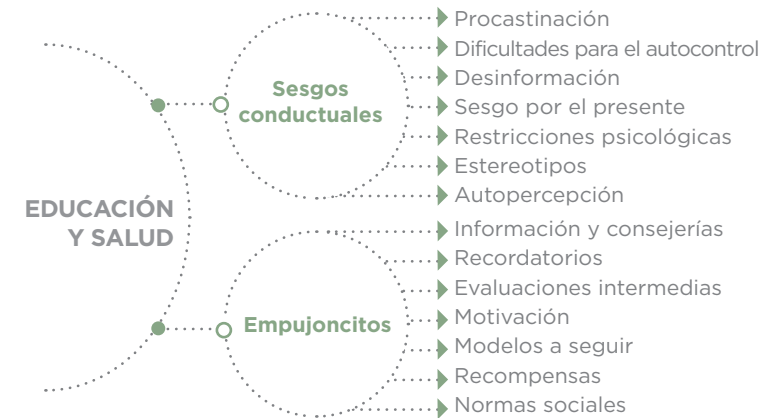 EDUCACIÓN
Y SALUD
Sesgos
conductuales
Procastinación
Dificultades para el autocontrol
Desinformación
Sesgo por el presente
Restricciones psicológicas
Estereotipos
Autopercepción
Empujoncitos
Información y consejerías
Recordatorios
Evaluaciones intermedias
Motivación
Modelos a seguir
Recompensas
Normas sociales